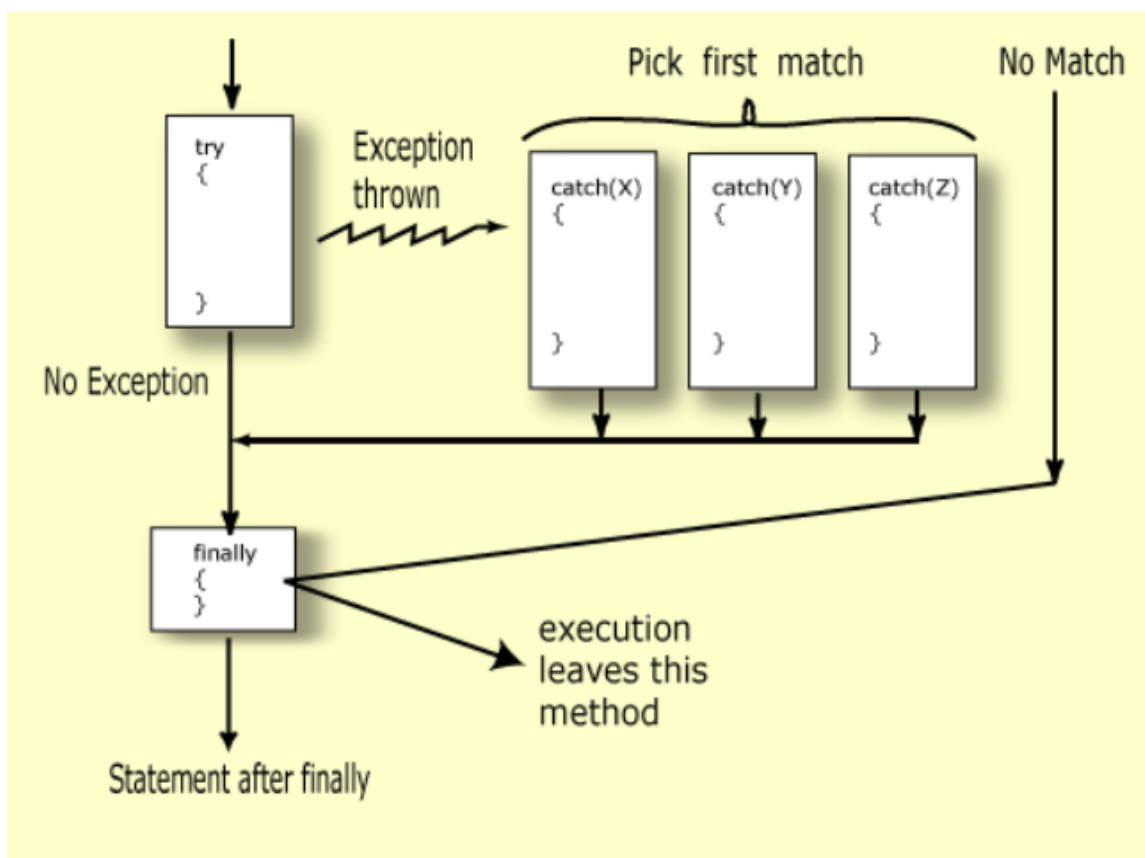 Pick first match
No Match
try
{
}
Exception
thrown
catch(X)
{
}
catch(Y)
{
}
catch(Z)
{
}
No Exception
finally
{
}
execution
leaves this
method
Statement after finally